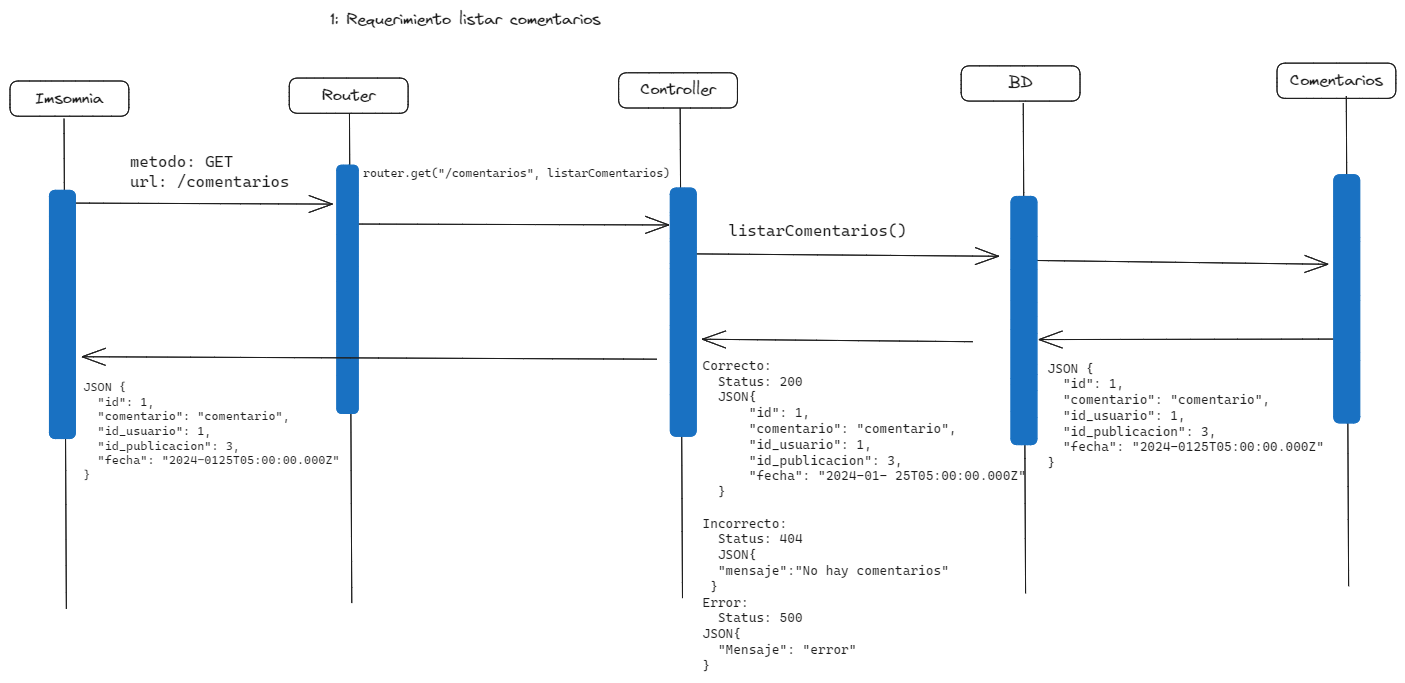 1: Requerimiento listar comentarios
Imsomnia
Router
Controller
BD
Comentarios
metodo: GET
url: /comentarios
router.get("/comentarios", listarComentarios)
listarComentarios()
JSON {
"id": 1,
"comentario": "comentario",
"id_usuario": 1,
"id_publicacion": 3,
"fecha": "2024-0125T05:00:00.000Z"
}
Correcto:
Status: 200
JSON{
"id": 1,
"comentario": "comentario",
"id_usuario": 1,
"id_publicacion": 3,
"fecha": "2024-01- 25T05:00:00.000Z"
}
Incorrecto:
Status: 404
JSON{
"mensaje":"No hay comentarios"
}
Error:
Status: 500
JSON{
"Mensaje": "error"
}
JSON {
"id": 1,
"comentario": "comentario",
"id_usuario": 1,
"id_publicacion": 3,
"fecha": "2024-0125T05:00:00.000Z"
}